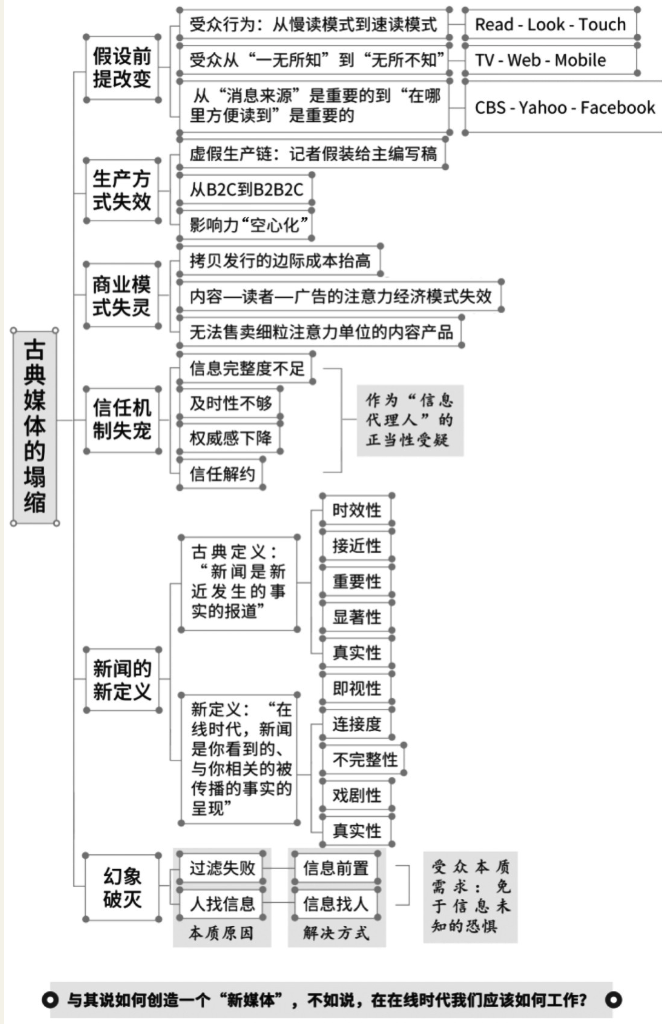 古典媒体的塌缩
假设前
提改变
受众行为：从慢读模式到速读模式
Read - Look - Touch
受众从“一无所知”到“无所不知”
TV - Web - Mobile
从“消息来源”是重要的到“在哪
里方便读到”是重要的
CBS - Yahoo - Facebook
生产方
式失效
虚假生产链：记者假装给主编写稿
从B2C到B2B2C
影响力“空心化”
商业模
式失灵
拷贝发行的边际成本抬高
内容—读者—广告的注意力经济模式失效
无法售卖细粒注意力单位的内容产品
信任机
制失宠
信息完整度不足
及时性不够
权威感下降
信任解约
作为“信息
代理人”的
正当性受疑
新闻的
新定义
古典定义：
“新闻是新
近发生的事
实的报道”
时效性
接近性
重要性
显著性
真实性
新定义：“在
线时代，新闻
是你看到的、
与你相关的被
传播的事实的
呈现”
即视性
连接度
不完整性
戏剧性
真实性
幻象
破灭
过滤失败
信息前置
人找信息
信息找人
本质原因
解决方式
受众本质
需求：免
于信息未
知的恐惧
与其说如何创造一个“新媒体”，不如说，在在线时代我们应该如何工作？